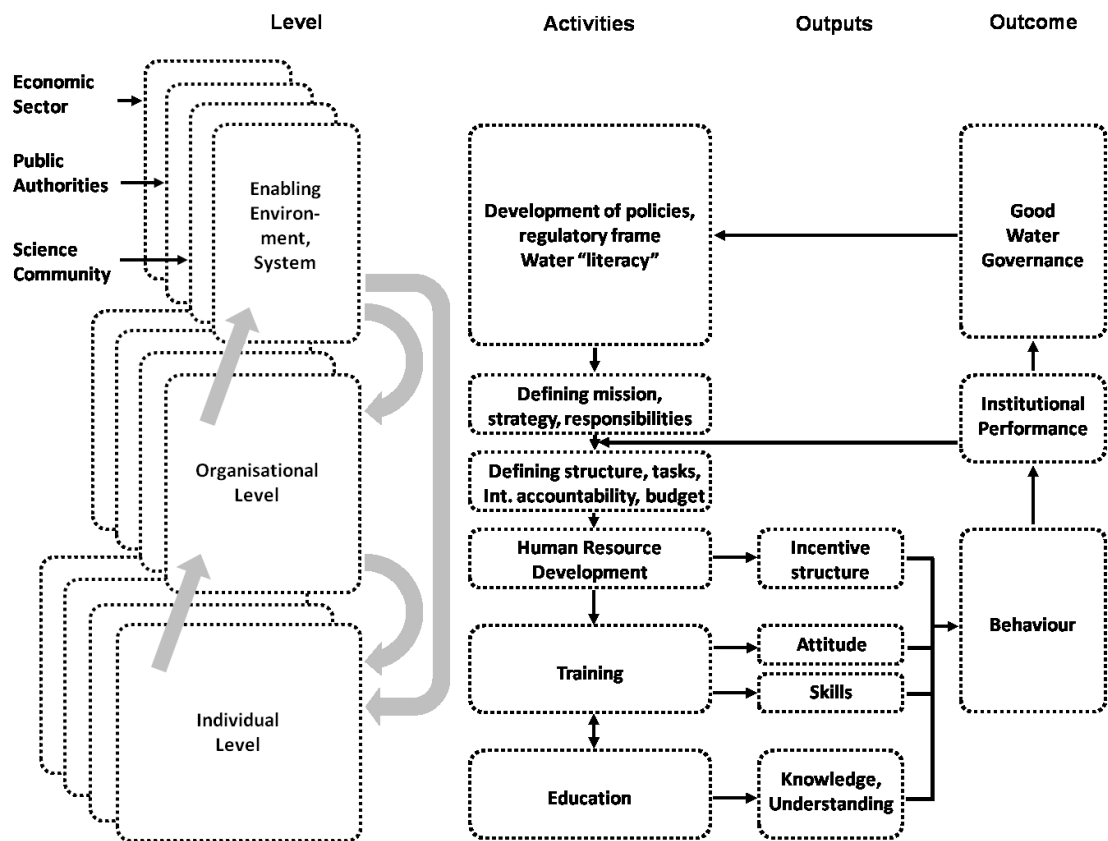 Level
Activities
Outputs
Outcome
Economic
Sector
Public
Authorities
Science
Community
Enabling
Environ-
ment,
System
Organisational
Level
Individual
Level
Development of policies,
regulatory frame
Water “literacy”
Defining mission,
strategy, responsibilities
Defining structure, tasks,
Int. accountability, budget
Human Resource
Development
Training
Education
Incentive
structure
Attitude
Skills
Knowledge,
Understanding
Good
Water
Governance
Institutional
Performance
Behaviour